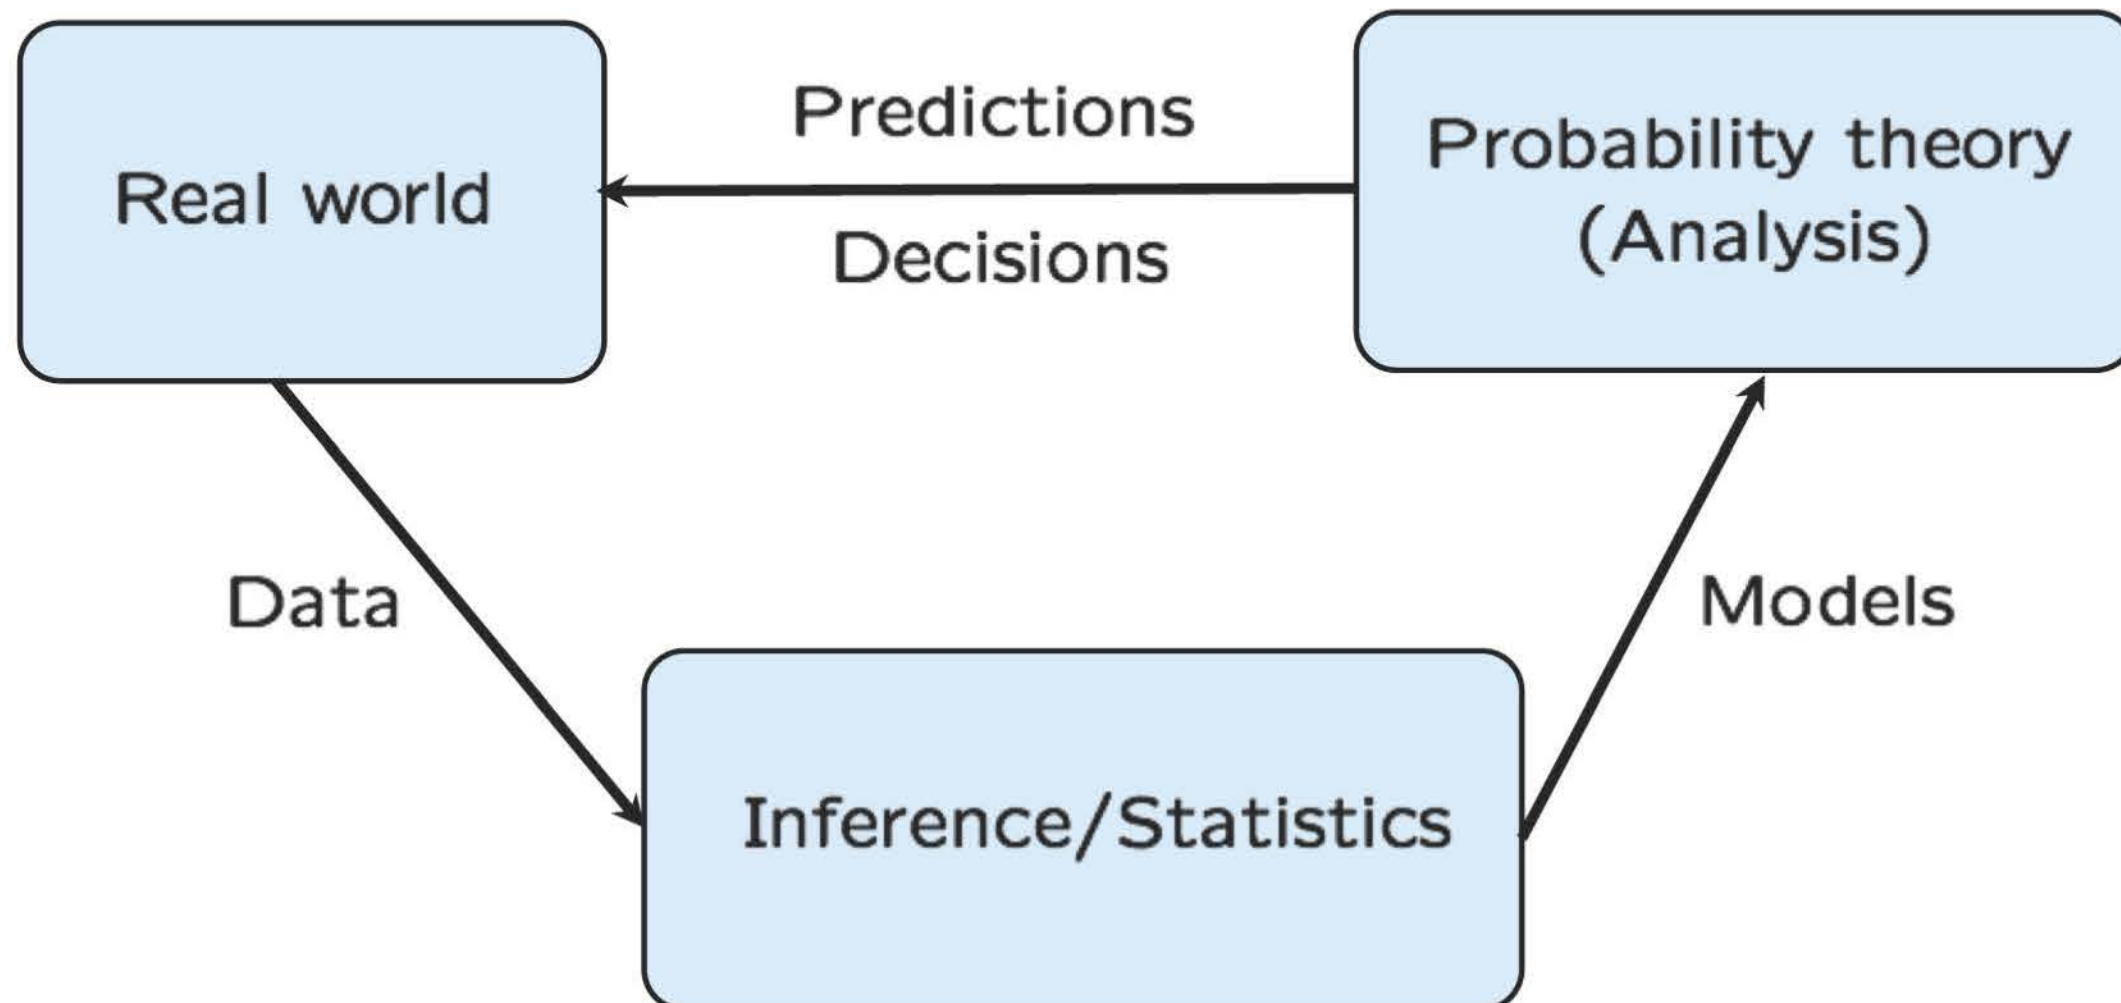 Real world
Predictions
Decisions
Probability theory
(Analysis)
Data
Models
Inference/Statistics